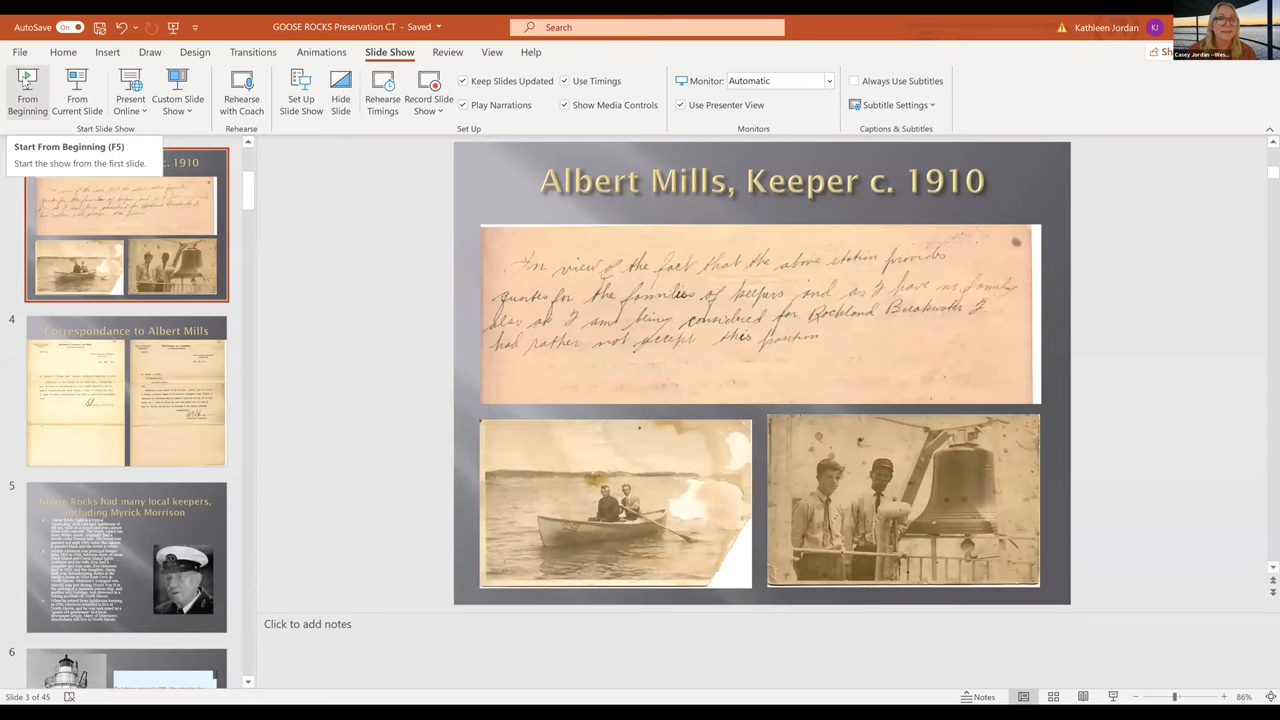 AutoSave On GOOSE ROCKS Preservation CT - Saved Search Kathleen Jordan KJ
File Home Insert Draw Design Transitions Animations Slide Show Review View Help Sh
Casey Jordan --Wes...
From Beginning
From Current Slide
Present Online
Custom Slide Show
Rehearse with Coach
Set Up Slide Show
Hide Slide
Rehearse Timings
Record Slide Show
Keep Slides Updated
Use Timings
Play Narrations
Show Media Controls
Monitor: Automatic
Use Presenter View
Always Use Subtitles
Subtitle Settings
Start Slide Show Rehearse Set Up Monitors Captions & Subtitles
Start From Beginning (F5)
Start the show from the first slide.
c. 1910
4
Correspondance to Albert Mills
5
Goose Rocks had many local keepers,
including Myrick Morrison
6
Albert Mills, Keeper c. 1910
In view of the fact that the above station provides
quarters for the families of keepers and as I have no family
also as I am being considered for Rockland Breakwater I
had rather not accept this position
Click to add notes
Slide 3 of 45 Notes 86%